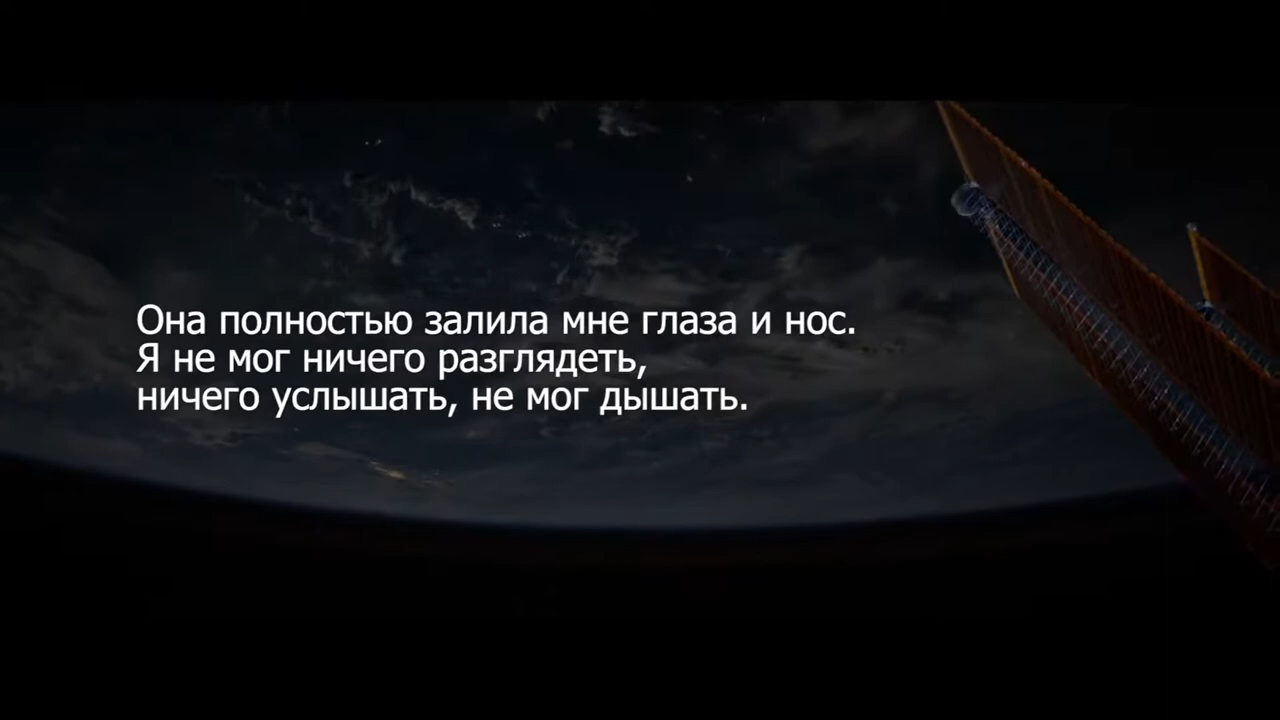 Она полностью залила мне глаза и нос.
Я не мог ничего разглядеть,
ничего услышать, не мог дышать.